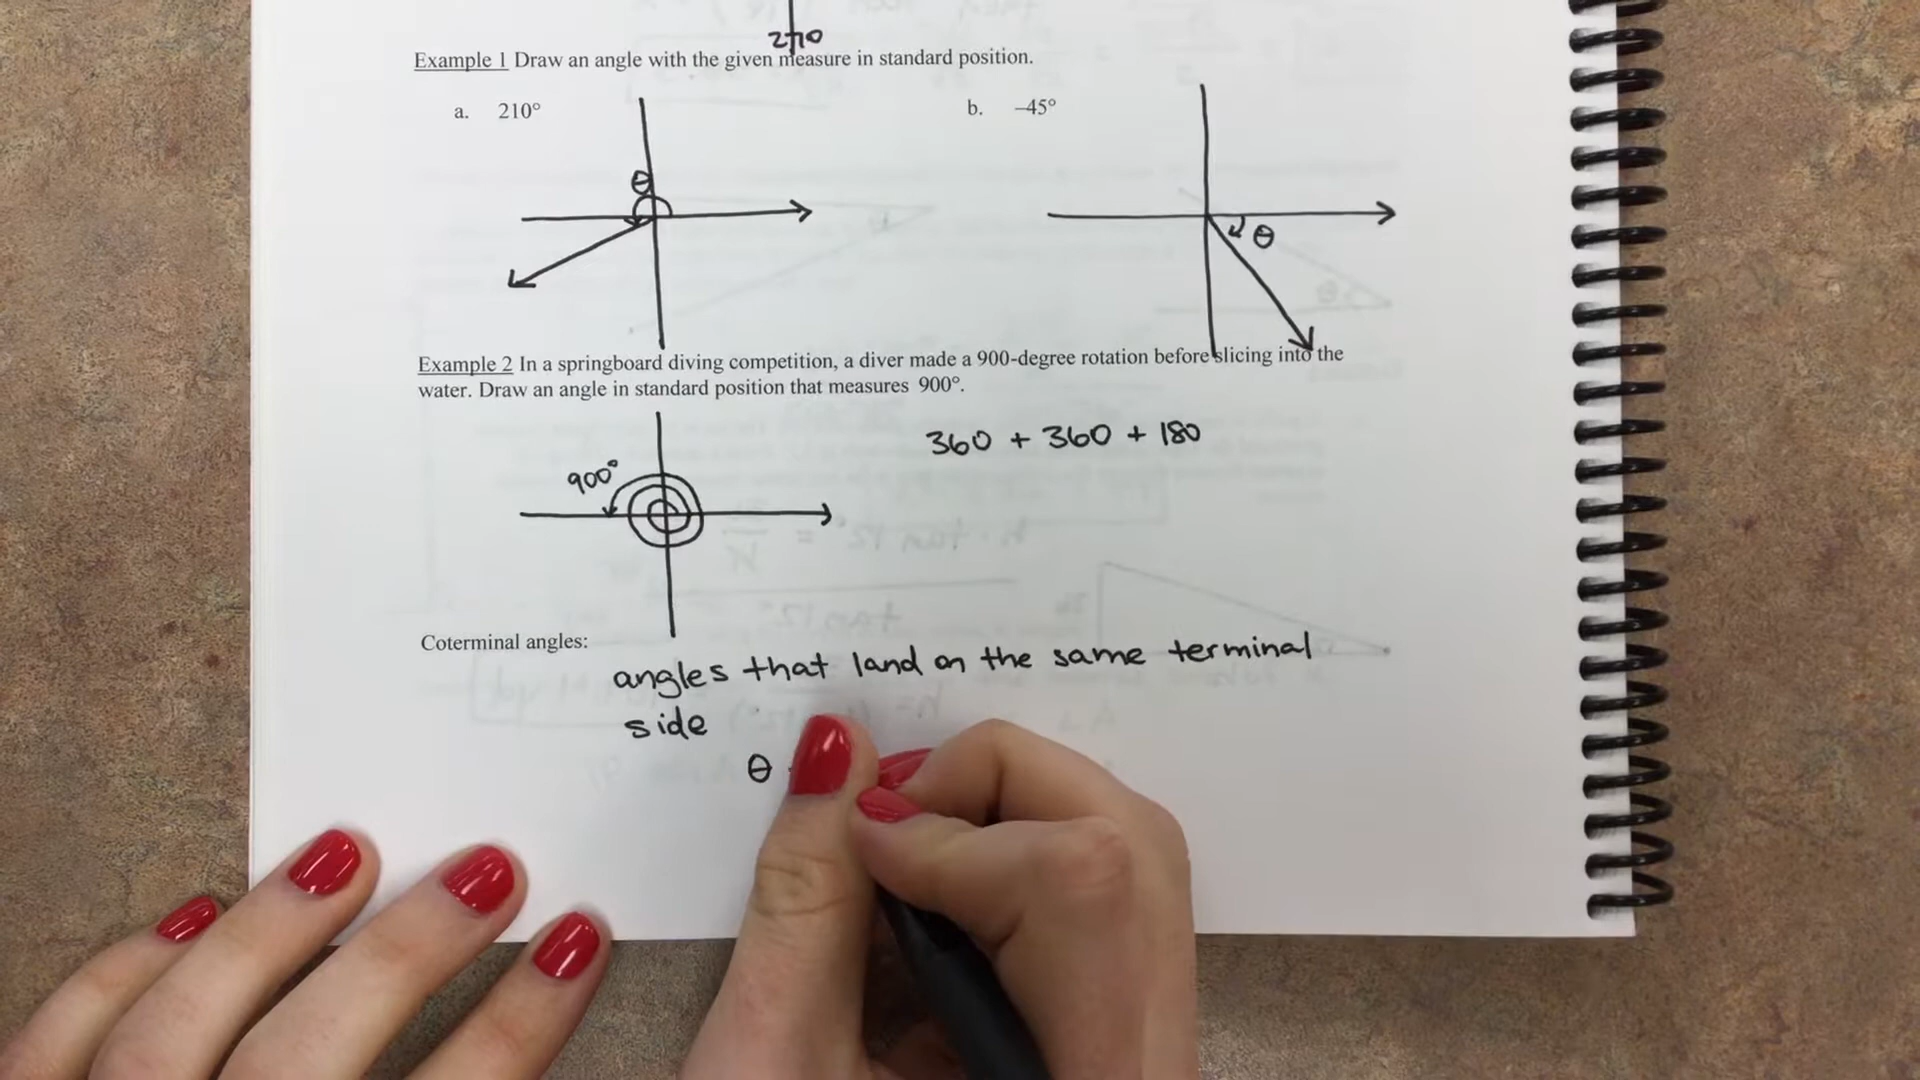 270
Example 1 Draw an angle with the given measure in standard position.
a. 210°
b. –45°
θ
θ
Example 2 In a springboard diving competition, a diver made a 900-degree rotation before slicing into the
water. Draw an angle in standard position that measures 900°.
360 + 360 + 180
900°
Coterminal angles:
angles that land on the same terminal
side
θ